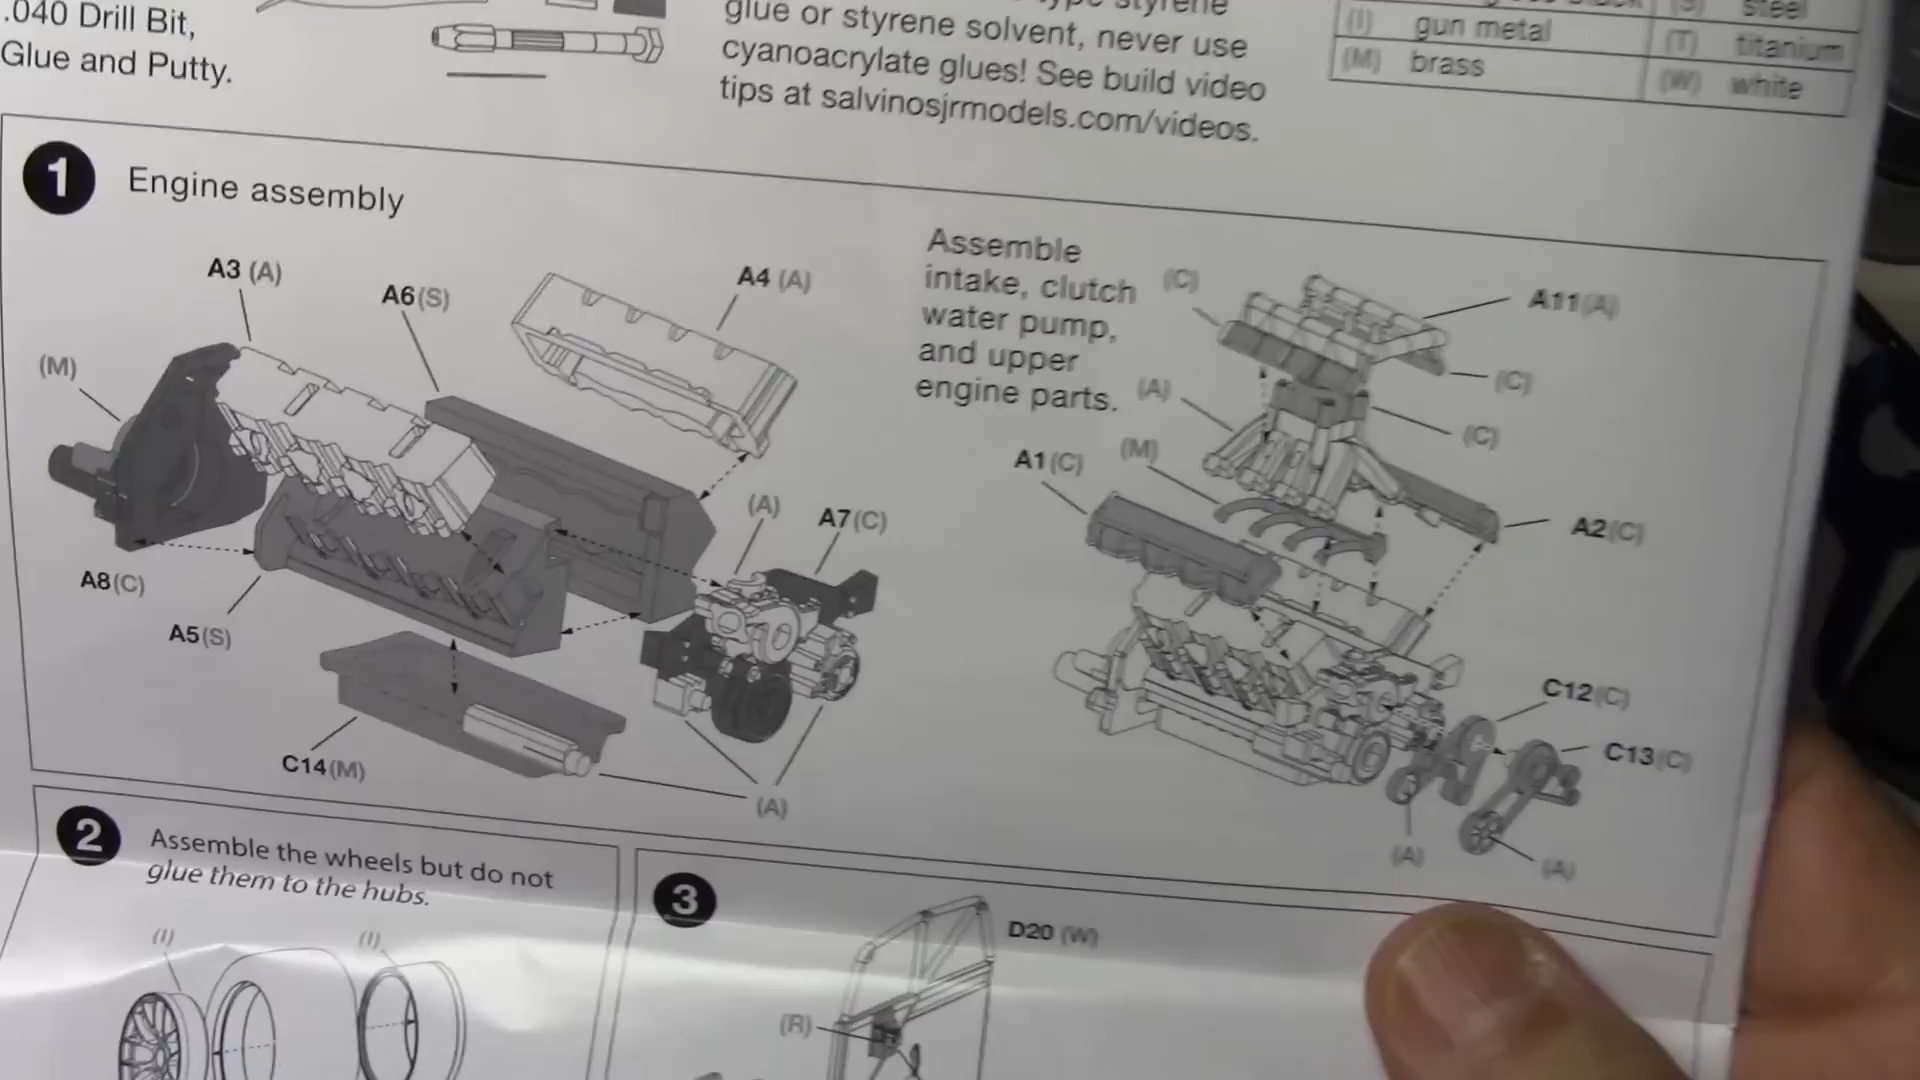 .040 Drill Bit,
Glue and Putty.
type styrene
glue or styrene solvent, never use
cyanoacrylate glues! See build video
tips at salvinosjrmodels.com/videos.
(S) steel
(I) gun metal (T) titanium
(M) brass (W) white
1 Engine assembly
A3 (A)
A6 (S)
A4 (A)
(M)
(A)
A7 (C)
A8 (C)
A5 (S)
C14 (M)
(A)
Assemble
intake, clutch
water pump,
and upper
engine parts.
(C)
A11 (A)
(C)
(A)
(C)
(M)
A1 (C)
A2 (C)
C12 (C)
C13 (C)
(A)
(A)
2 Assemble the wheels but do not
glue them to the hubs.
(I) (I)
3
D20 (W)
(R)